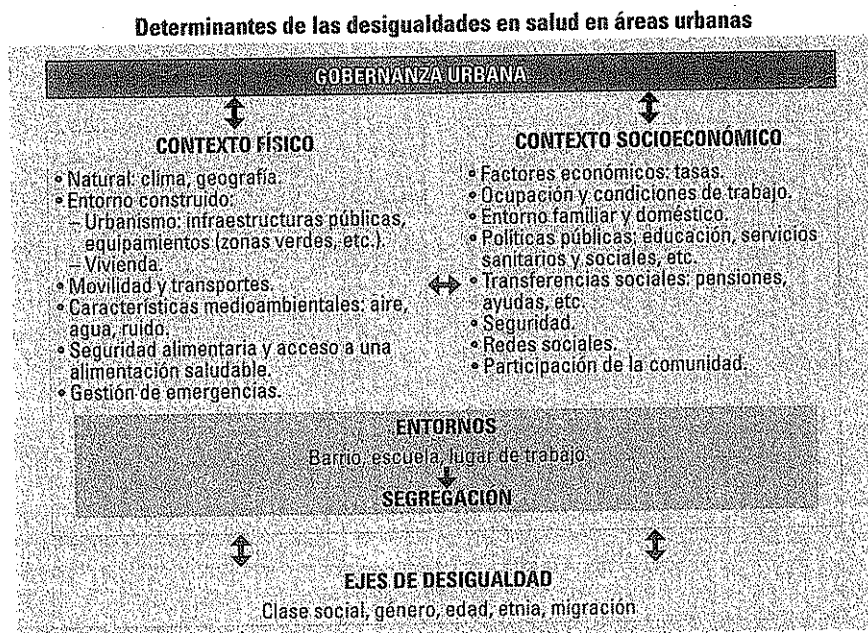 Determinantes de las desigualdades en salud en áreas urbanas
GOBERNANZA URBANA
CONTEXTO FÍSICO
• Natural: clima, geografía.
• Entorno construido:
– Urbanismo: infraestructuras públicas,
equipamientos (zonas verdes, etc.).
– Vivienda.
• Movilidad y transportes.
• Características medioambientales: aire,
agua, ruido.
• Seguridad alimentaria y acceso a una
alimentación saludable.
• Gestión de emergencias.
CONTEXTO SOCIOECONÓMICO
• Factores económicos: tasas.
• Ocupación y condiciones de trabajo.
• Entorno familiar y doméstico.
• Políticas públicas: educación, servicios
sanitarios y sociales, etc.
• Transferencias sociales: pensiones,
ayudas, etc.
• Seguridad.
• Redes sociales.
• Participación de la comunidad.
ENTORNOS
Barrio, escuela, lugar de trabajo
SEGREGACIÓN
EJES DE DESIGUALDAD
Clase social, género, edad, etnia, migración